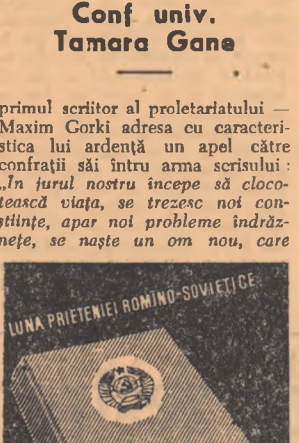 Conf univ.
Tamara Gane
primul scriitor al proletariatului —
Maxim Gorki adresa cu caracteri-
stica lui ardență un apel către
confrații săi întru arma scrisului :
„In jurul nostru începe să cloco-
tească viața, se trezesc noi con-
științe, apar noi probleme îndrăz-
nețe, se naște un om nou, care
LUNA PRIETENIEI ROMÎNO-SOVIETICE